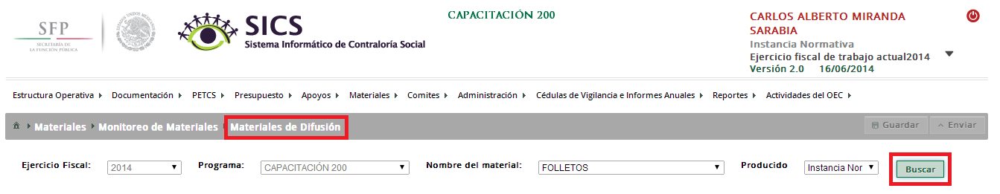 SFP
SECRETARÍA DE
LA FUNCIÓN PÚBLICA
ESTADOS UNIDOS MEXICANOS
SICS
Sistema Informático de Contraloría Social
CAPACITACIÓN 200
CARLOS ALBERTO MIRANDA
SARABIA
Instancia Normativa
Ejercicio fiscal de trabajo actual2014
Versión 2.0 16/06/2014
Estructura Operativa Documentación PETCS Presupuesto Apoyos Materiales Comites Administración Cédulas de Vigilancia e Informes Anuales Reportes Actividades del OEC
Materiales Monitoreo de Materiales Materiales de Difusión Guardar Enviar
Ejercicio Fiscal: 2014 Programa: CAPACITACIÓN 200 Nombre del material: FOLLETOS Producido Instancia Nor Buscar